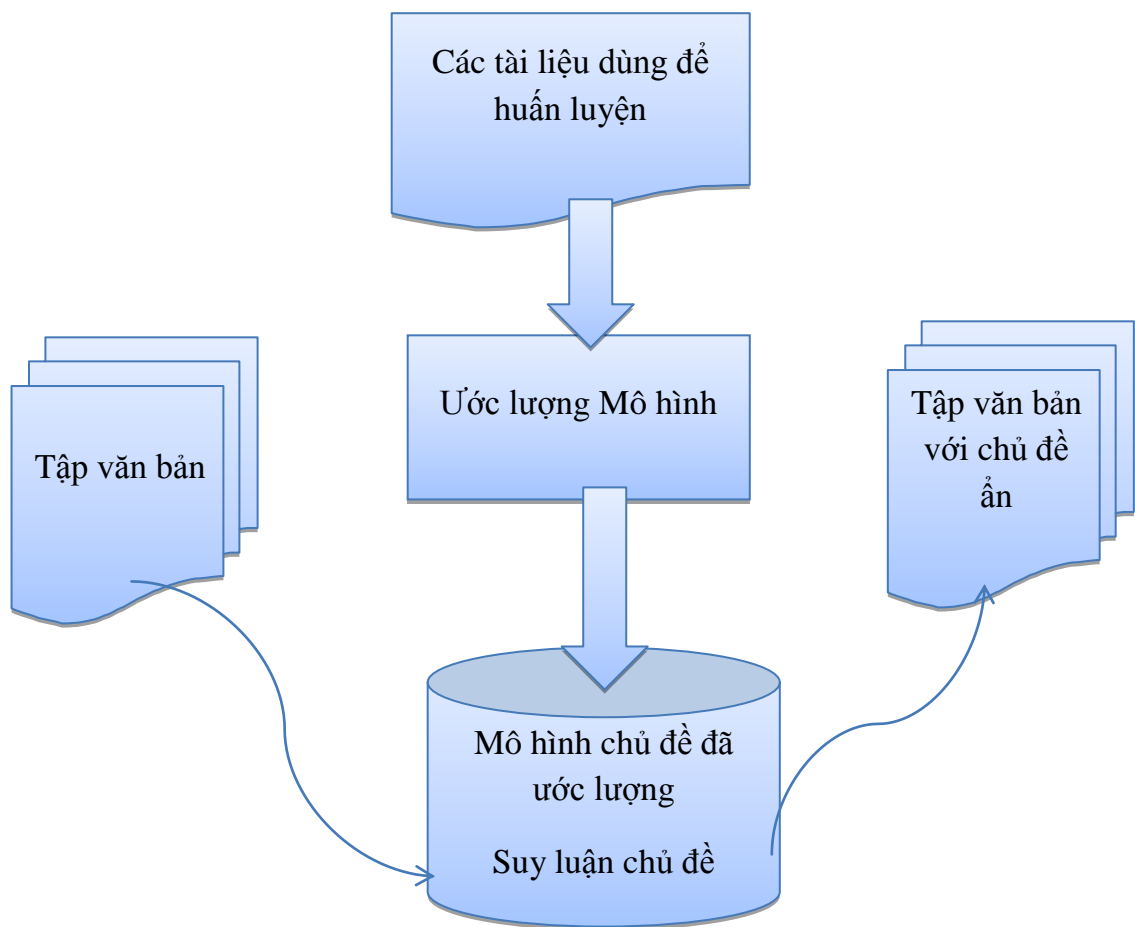 Các tài liệu dùng để
huấn luyện
Ước lượng Mô hình
Tập văn bản
Tập văn bản
với chủ đề
ẩn
Mô hình chủ đề đã
ước lượng
Suy luận chủ đề